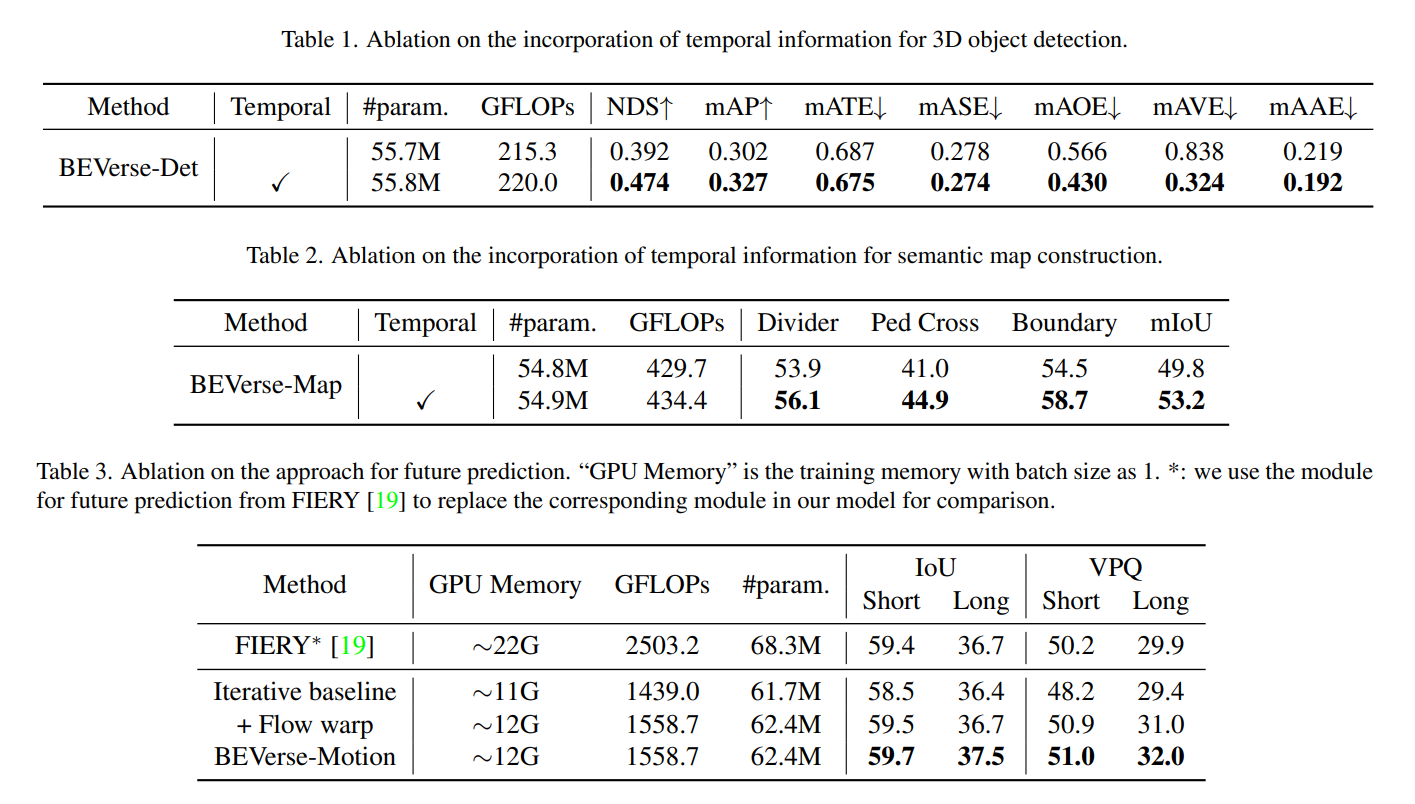 Table 1. Ablation on the incorporation of temporal information for 3D object detection.
Method Temporal #param. GFLOPs NDS↑ mAP↑ mATE↓ mASE↓ mAOE↓ mAVE↓ mAAE↓
BEVerse-Det
55.7M 215.3 0.392 0.302 0.687 0.278 0.566 0.838 0.219
✓ 55.8M 220.0 0.474 0.327 0.675 0.274 0.430 0.324 0.192
Table 2. Ablation on the incorporation of temporal information for semantic map construction.
Method Temporal #param. GFLOPs Divider Ped Cross Boundary mIoU
BEVerse-Map
54.8M 429.7 53.9 41.0 54.5 49.8
✓ 54.9M 434.4 56.1 44.9 58.7 53.2
Table 3. Ablation on the approach for future prediction. “GPU Memory” is the training memory with batch size as 1. *: we use the module
for future prediction from FIERY [19] to replace the corresponding module in our model for comparison.
Method GPU Memory GFLOPs #param. IoU VPQ
Short Long Short Long
FIERY* [19] ~22G 2503.2 68.3M 59.4 36.7 50.2 29.9
Iterative baseline ~11G 1439.0 61.7M 58.5 36.4 48.2 29.4
+ Flow warp ~12G 1558.7 62.4M 59.5 36.7 50.9 31.0
BEVerse-Motion ~12G 1558.7 62.4M 59.7 37.5 51.0 32.0